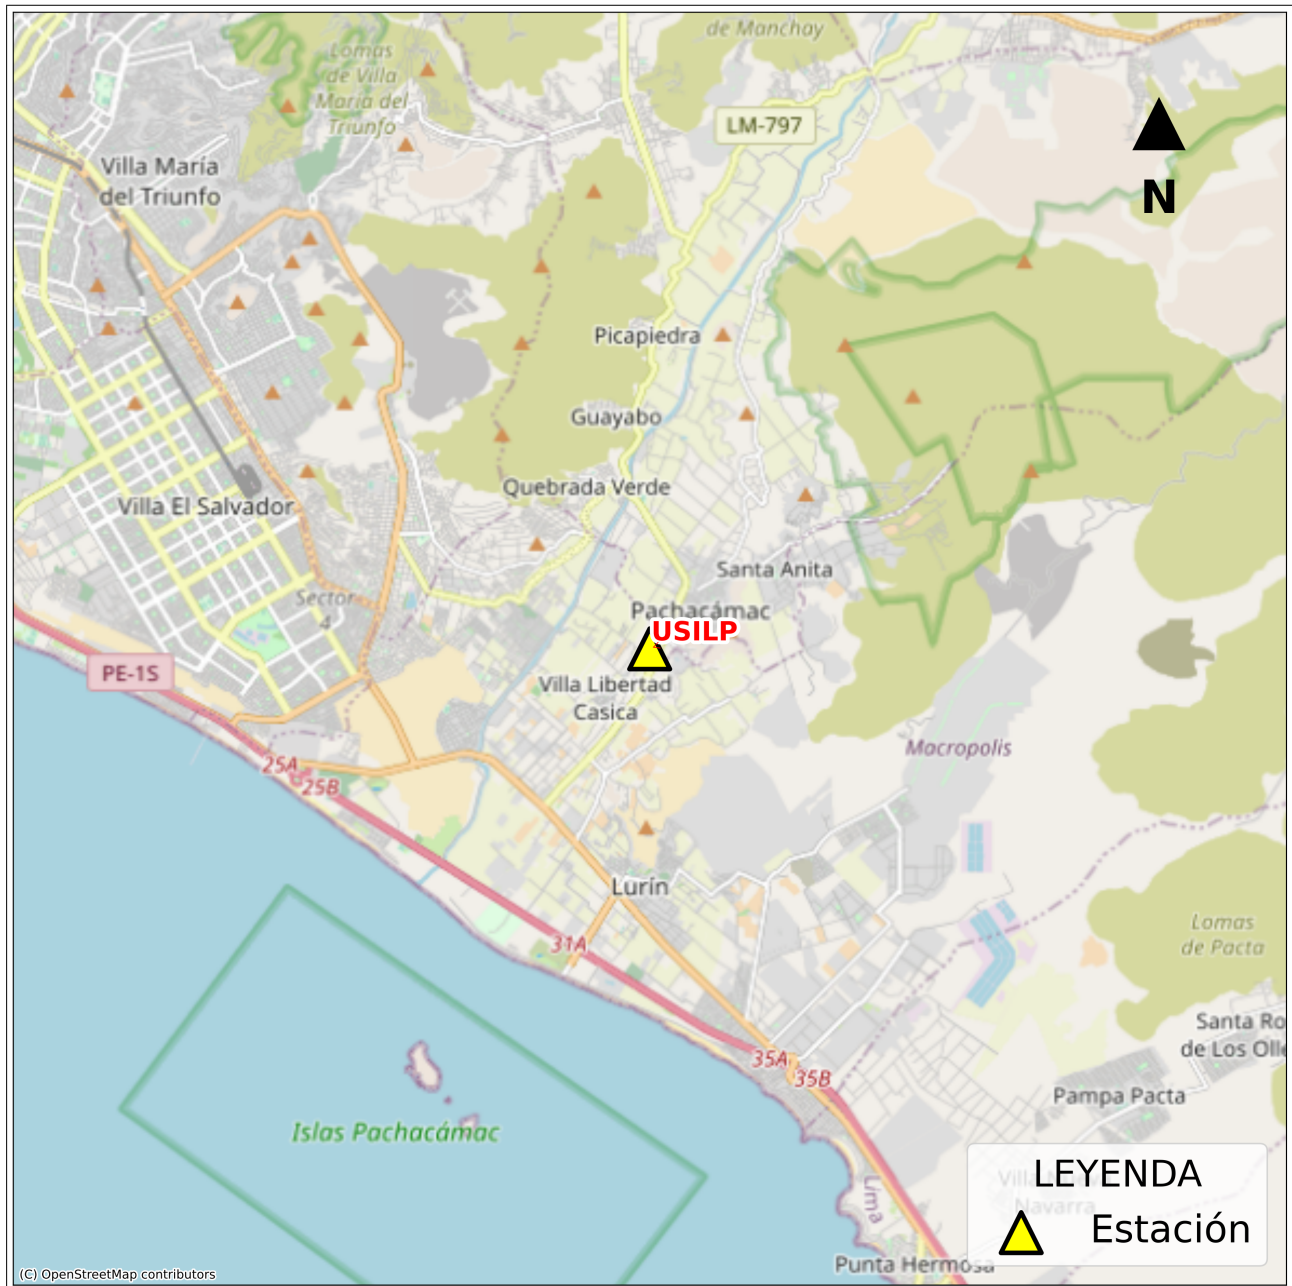 de Manchay
Lomas
de Villa
María del
Triunfo
LM-797
Villa María
del Triunfo
N
Picapiedra
Guayabo
Quebrada Verde
Villa El Salvador
Santa Anita
Sector
4
Pachacámac
USILP
PE-1S
Villa Libertad
Casica
Macropolis
25A
25B
Lurín
31A
Lomas
de Pacta
Santa Ro
de Los Olle
35A
35B
Pampa Pacta
Islas Pachacámac
LEYENDA
Villa
Navarra
Estación
Lima
Punta Hermosa
(C) OpenStreetMap contributors